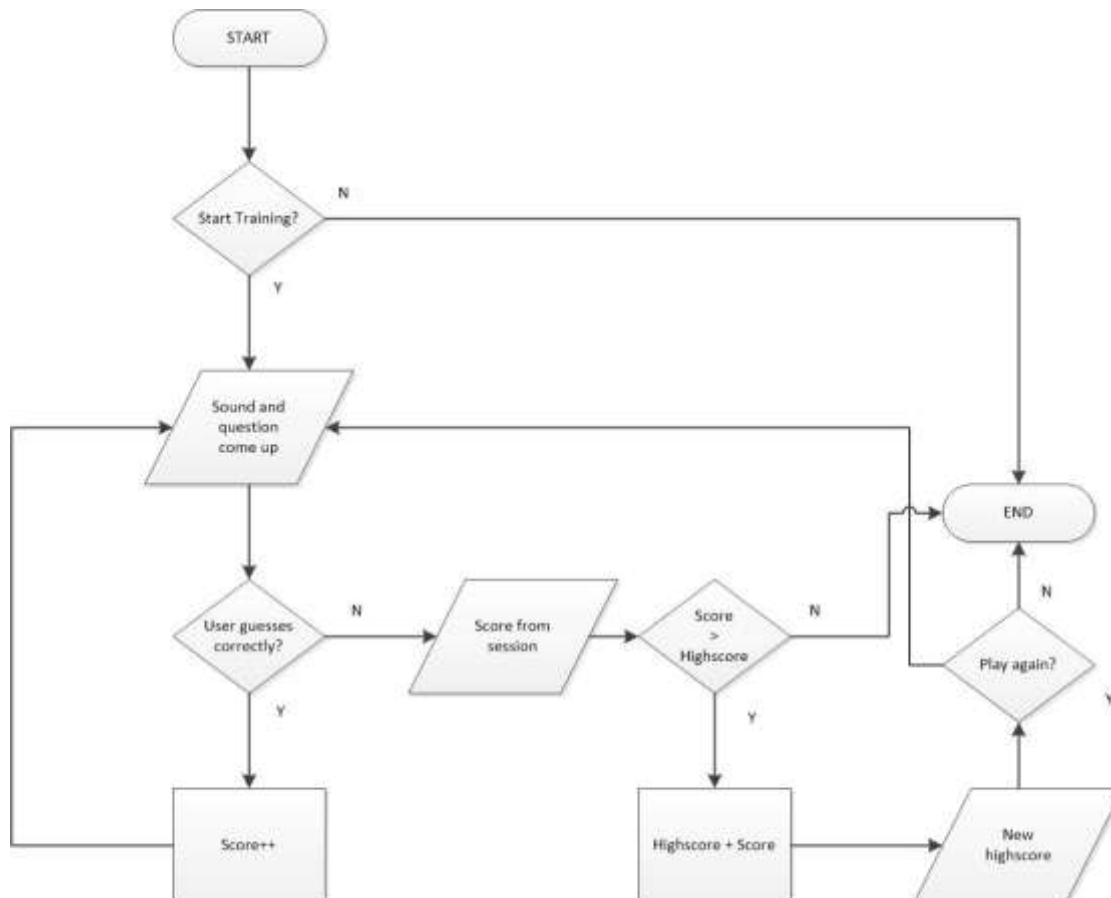 START
Start Training?
N
Y
Sound and
question
come up
END
User guesses
correctly?
N
Score from
session
Score
>
Highscore
N
N
Play again?
Y
Y
Y
Score++
Highscore + Score
New
highscore